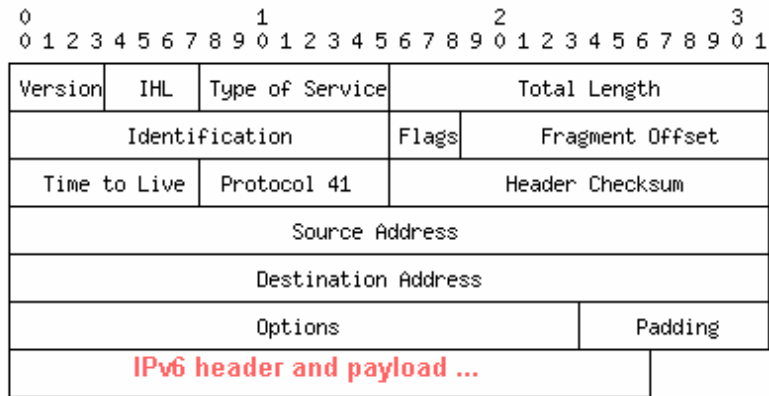 0 1 2 3
0 1 2 3 4 5 6 7 8 9 0 1 2 3 4 5 6 7 8 9 0 1 2 3 4 5 6 7 8 9 0 1
Version IHL Type of Service Total Length
Identification Flags Fragment Offset
Time to Live Protocol 41 Header Checksum
Source Address
Destination Address
Options Padding
IPv6 header and payload ...